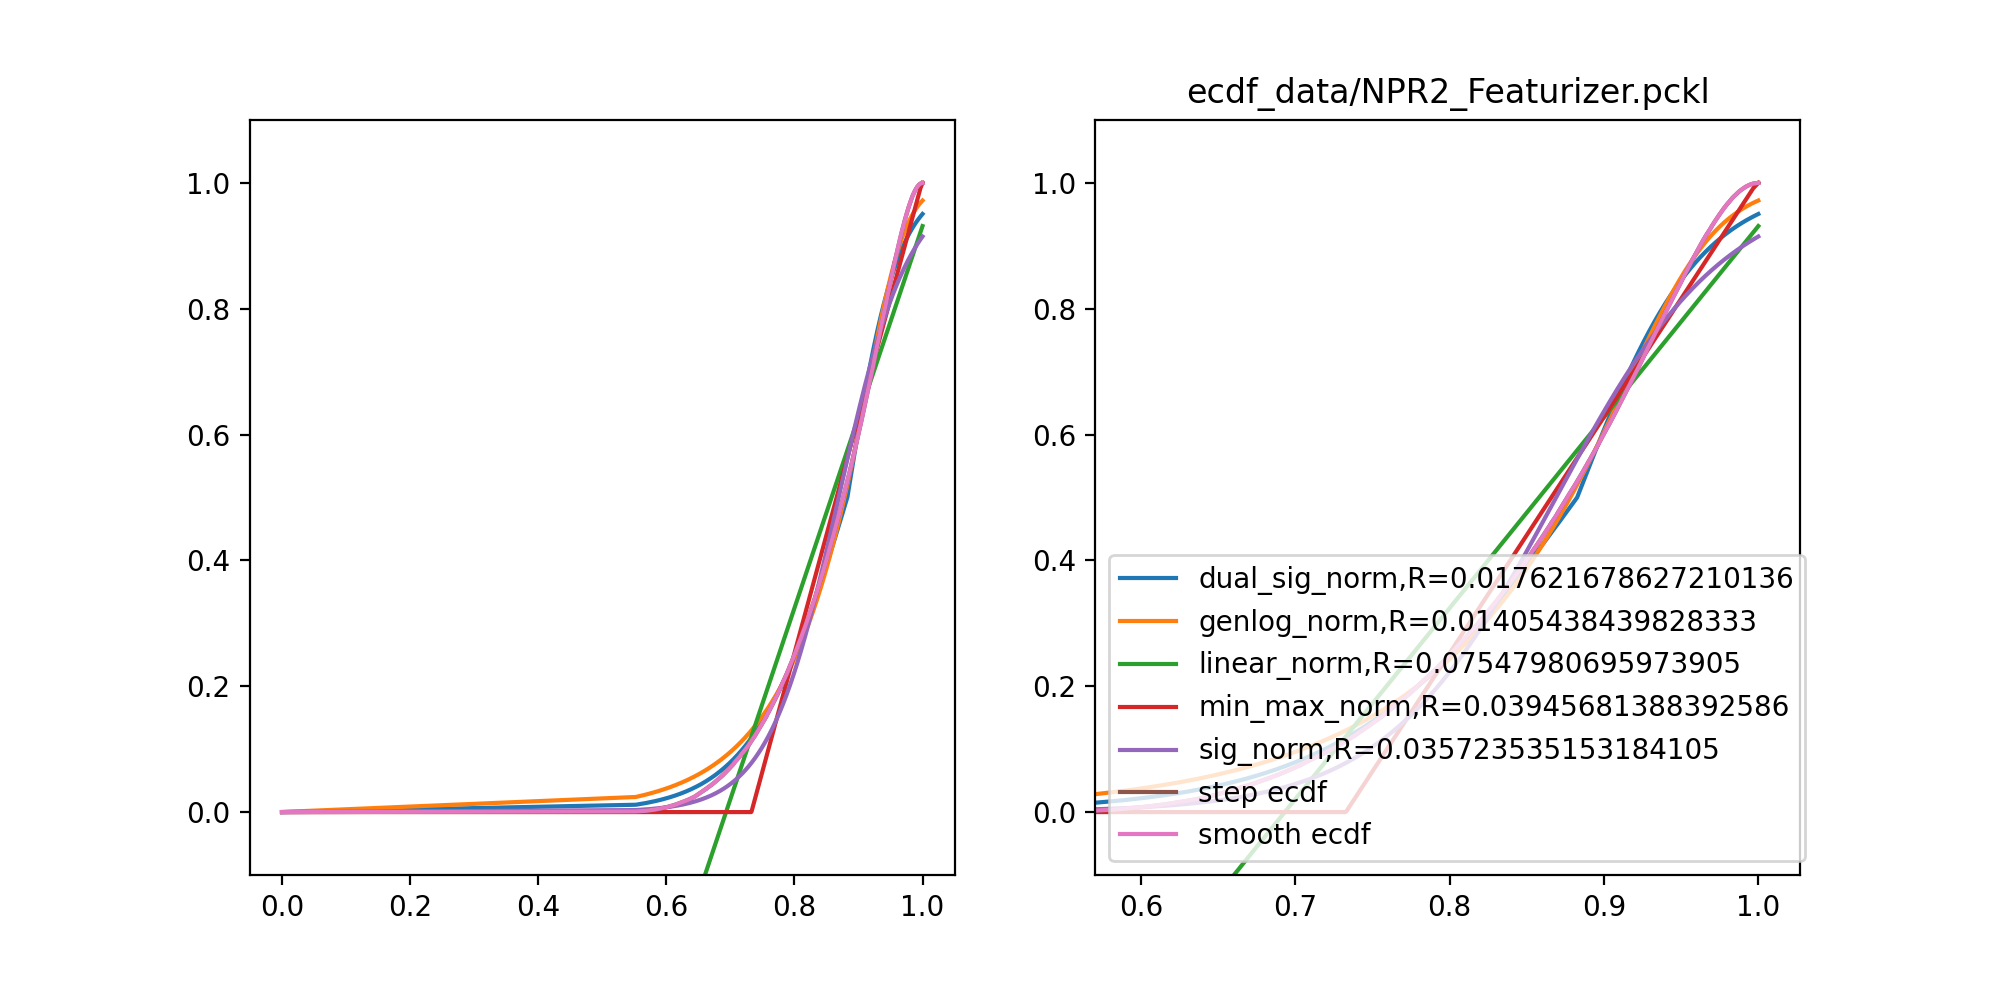 ecdf_data/NPR2_Featurizer.pckl
1.0
0.8
0.6
0.4
0.2
0.0
0.0 0.2 0.4 0.6 0.8 1.0
1.0
0.8
0.6
0.4
0.2
0.0
dual_sig_norm,R=0.017621678627210136
genlog_norm,R=0.01405438439828333
linear_norm,R=0.07547980695973905
min_max_norm,R=0.03945681388392586
sig_norm,R=0.035723535153184105
step ecdf
smooth ecdf
0.6 0.7 0.8 0.9 1.0